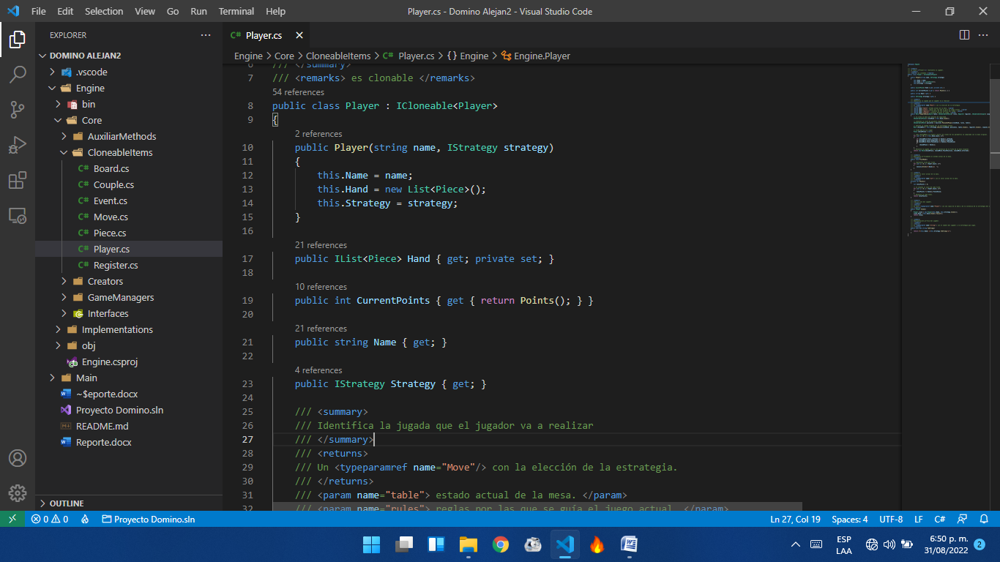 File Edit Selection View Go Run Terminal Help
Player.cs - Domino Alejan2 - Visual Studio Code
EXPLORER
DOMINO ALEJAN2
.vscode
Engine
bin
Core
AuxiliarMethods
CloneableItems
C# Board.cs
C# Couple.cs
C# Event.cs
C# Move.cs
C# Piece.cs
C# Player.cs
C# Register.cs
Creators
GameManagers
Interfaces
Implementations
obj
Engine.csproj
Main
~$eporte.docx
Proyecto Domino.sln
README.md
Reporte.docx
OUTLINE
C# Player.cs
Engine > Core > CloneableItems > C# Player.cs > {} Engine > Engine.Player
6 /// </summary>
7 /// <remarks> es clonable </remarks>
54 references
8 public class Player : ICloneable<Player>
9 {
2 references
10 public Player(string name, IStrategy strategy)
11 {
12 this.Name = name;
13 this.Hand = new List<Piece>();
14 this.Strategy = strategy;
15 }
16
21 references
17 public IList<Piece> Hand { get; private set; }
18
10 references
19 public int CurrentPoints { get { return Points(); } }
20
21 references
21 public string Name { get; }
22
4 references
23 public IStrategy Strategy { get; }
24
25 /// <summary>
26 /// Identifica la jugada que el jugador va a realizar
27 /// </summary>
28 /// <returns>
29 /// Un <typeparamref name="Move"/> con la elección de la estrategia.
30 /// </returns>
31 /// <param name="table"> estado actual de la mesa. </param>
32 /// <param name="rules"> reglas por las que se guía el juego actual. </param>
0 0 Proyecto Domino.sln
Ln 27, Col 19 Spaces: 4 UTF-8 LF C#
ESP
LAA
6:50 p. m.
31/08/2022
2